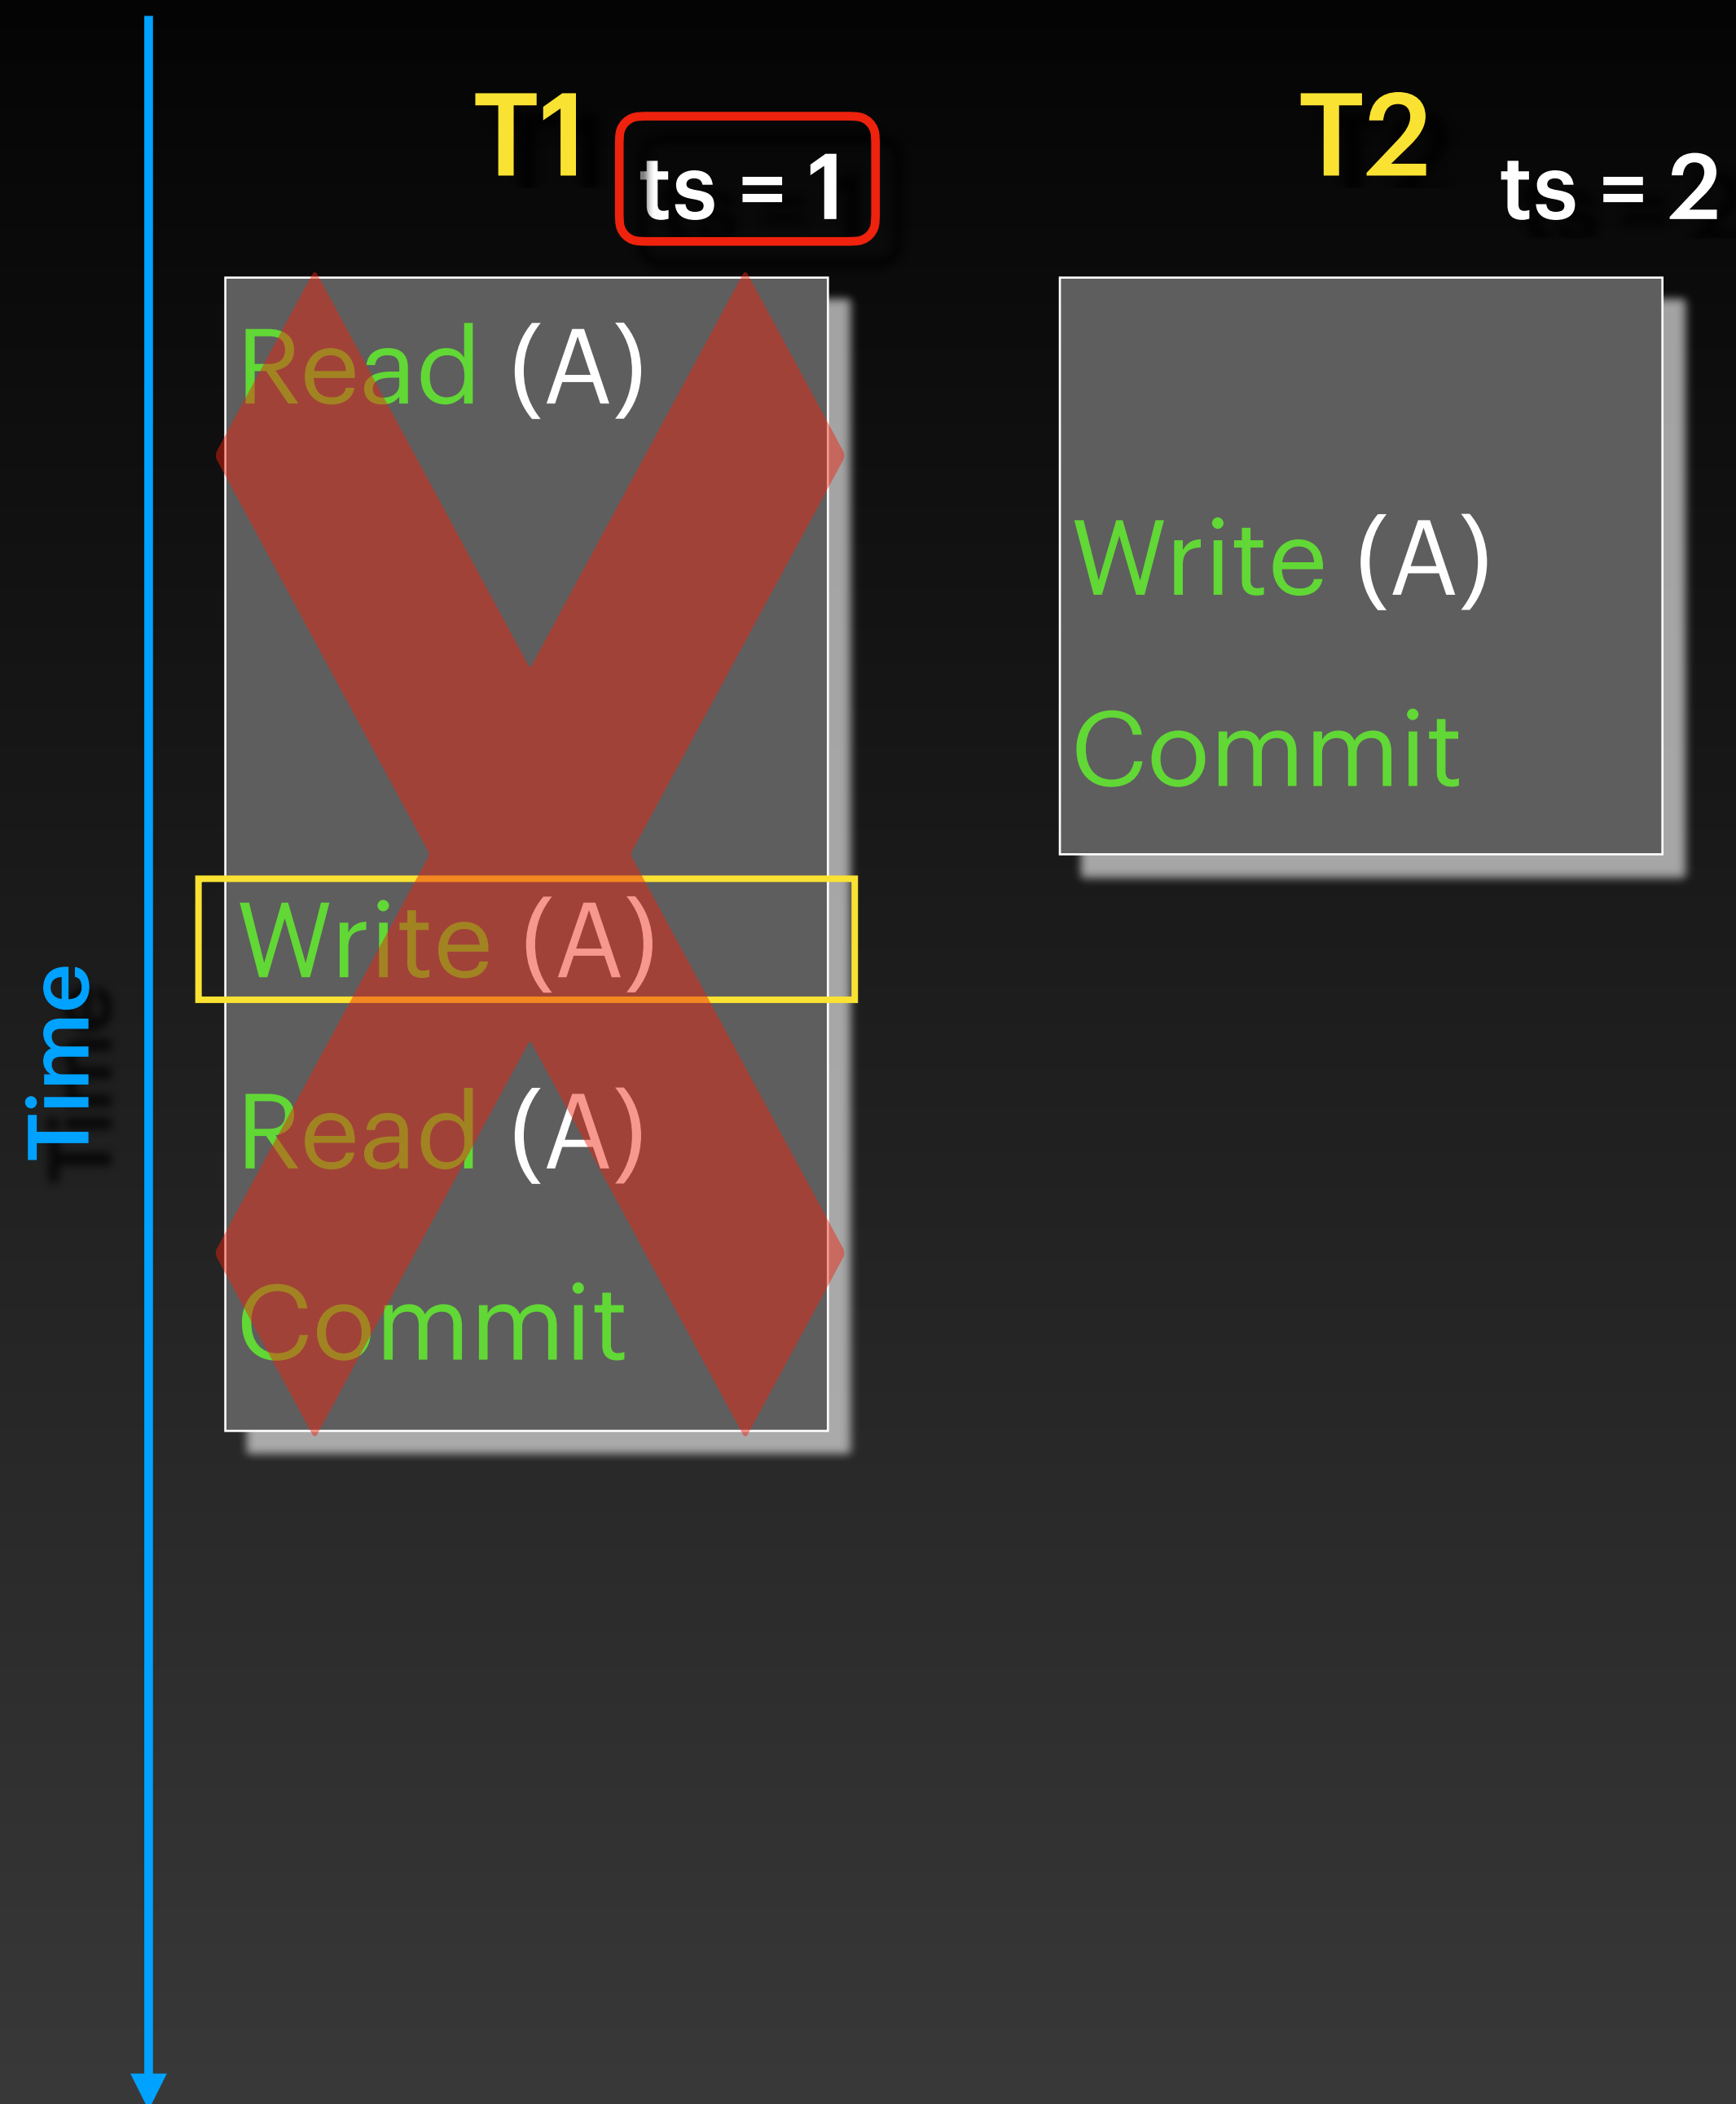 T1 ts = 1
T2 ts = 2
Read (A)
Write (A)
Read (A)
Commit
Write (A)
Commit
Time